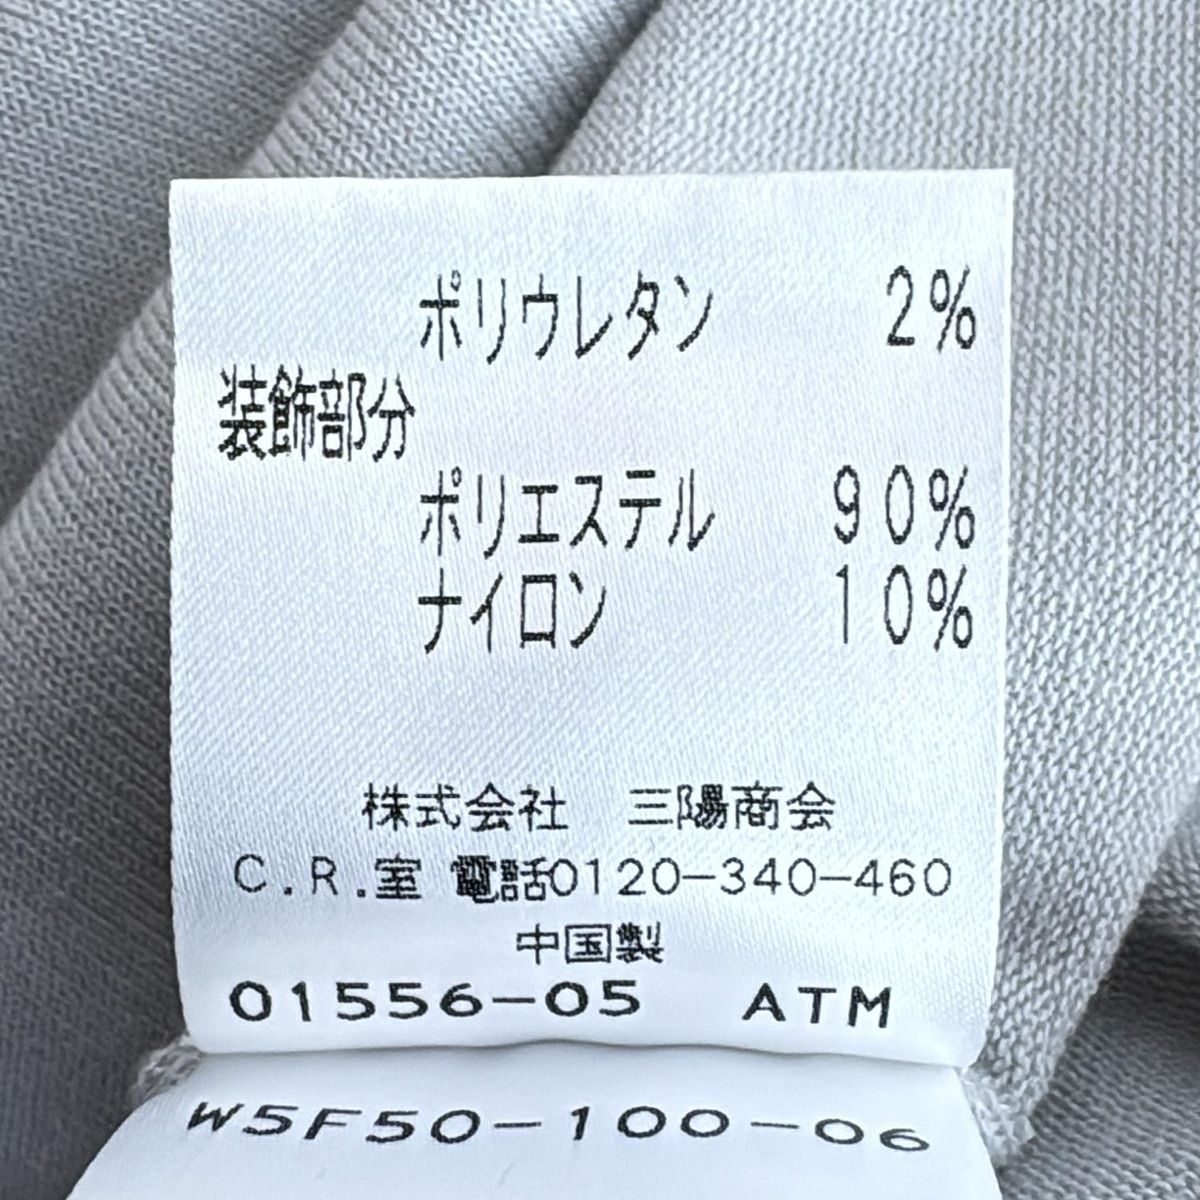 ポリウレタン 2%
装飾部分
ポリエステル 90%
ナイロン 10%
株式会社 三陽商会
C.R.室 電話0120-340-460
中国製
01556-05 ATM
W5F50-100-06